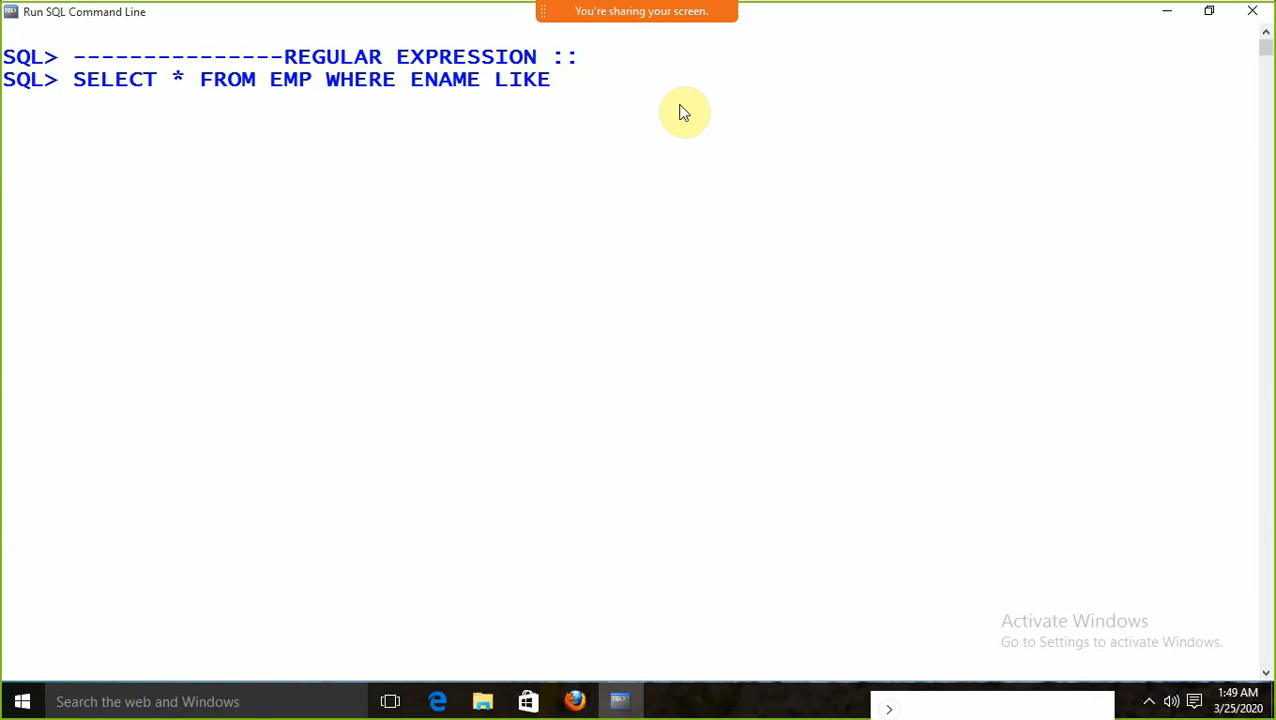 Run SQL Command Line
You're sharing your screen.
SQL> ---------------REGULAR EXPRESSION ::
SQL> SELECT * FROM EMP WHERE ENAME LIKE
Activate Windows
Go to Settings to activate Windows.
Search the web and Windows
1:49 AM
3/25/2020